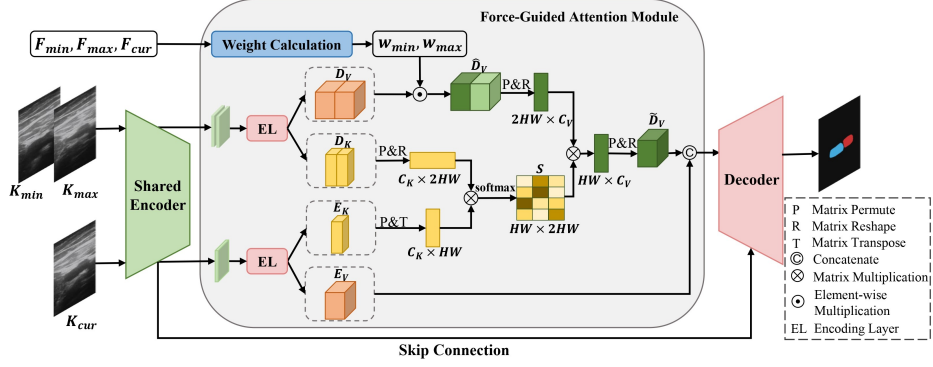 Force-Guided Attention Module
F_min, F_max, F_cur
Weight Calculation
w_min, w_max
D_V
D̂_V
P&R
2HW × C_V
EL
D_K
P&R
C_K × 2HW
softmax
S
HW × 2HW
HW × C_V
P&R
D̃_V
©
K_min
K_max
Shared
Encoder
E_K
P&T
C_K × HW
EL
E_V
K_cur
Decoder
Skip Connection
P Matrix Permute
R Matrix Reshape
T Matrix Transpose
© Concatenate
⊗ Matrix Multiplication
⊙ Element-wise
Multiplication
EL Encoding Layer